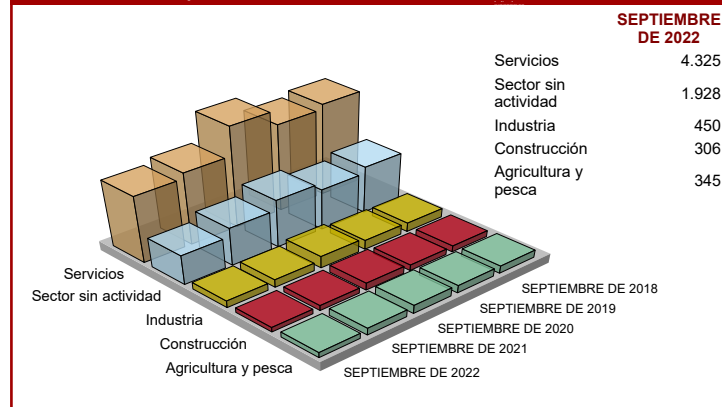 SEPTIEMBRE
DE 2022
Servicios 4.325
Sector sin
actividad 1.928
Industria 450
Construcción 306
Agricultura y
pesca 345
Servicios
Sector sin actividad
Industria
Construcción
Agricultura y pesca
SEPTIEMBRE DE 2018
SEPTIEMBRE DE 2019
SEPTIEMBRE DE 2020
SEPTIEMBRE DE 2021
SEPTIEMBRE DE 2022